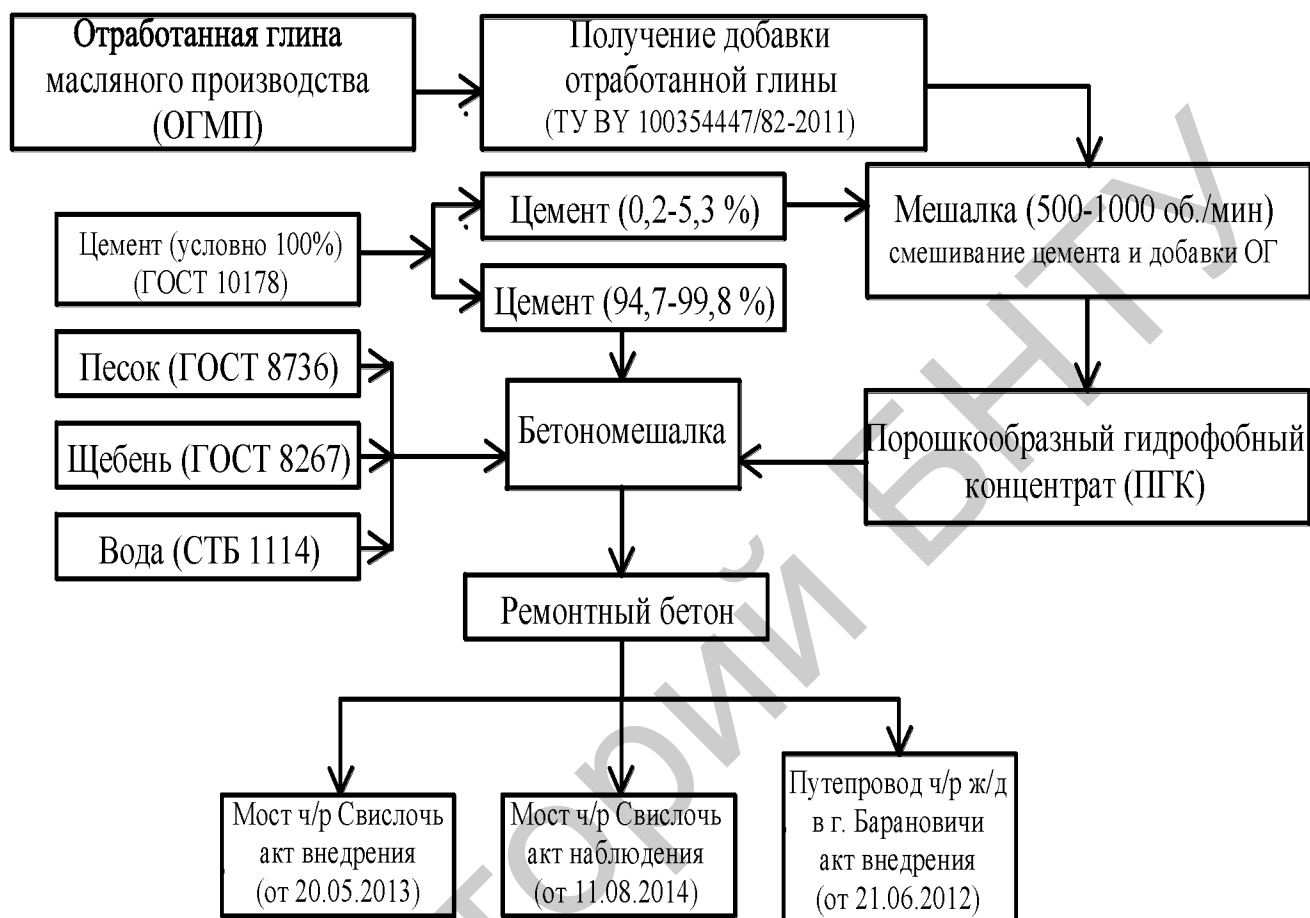 Отработанная глина
масляного производства
(ОГМП)
Получение добавки
отработанной глины
(ТУ BY 100354447/82-2011)
Цемент (условно 100%)
(ГОСТ 10178)
Цемент (0,2-5,3 %)
Цемент (94,7-99,8 %)
Мешалка (500-1000 об./мин)
смешивание цемента и добавки ОГ
Песок (ГОСТ 8736)
Щебень (ГОСТ 8267)
Вода (СТБ 1114)
Бетономешалка
Порошкообразный гидрофобный
концентрат (ПГК)
Ремонтный бетон
Мост ч/р Свислочь
акт внедрения
(от 20.05.2013)
Мост ч/р Свислочь
акт наблюдения
(от 11.08.2014)
Путепровод ч/р ж/д
в г. Барановичи
акт внедрения
(от 21.06.2012)
торий БНТУ